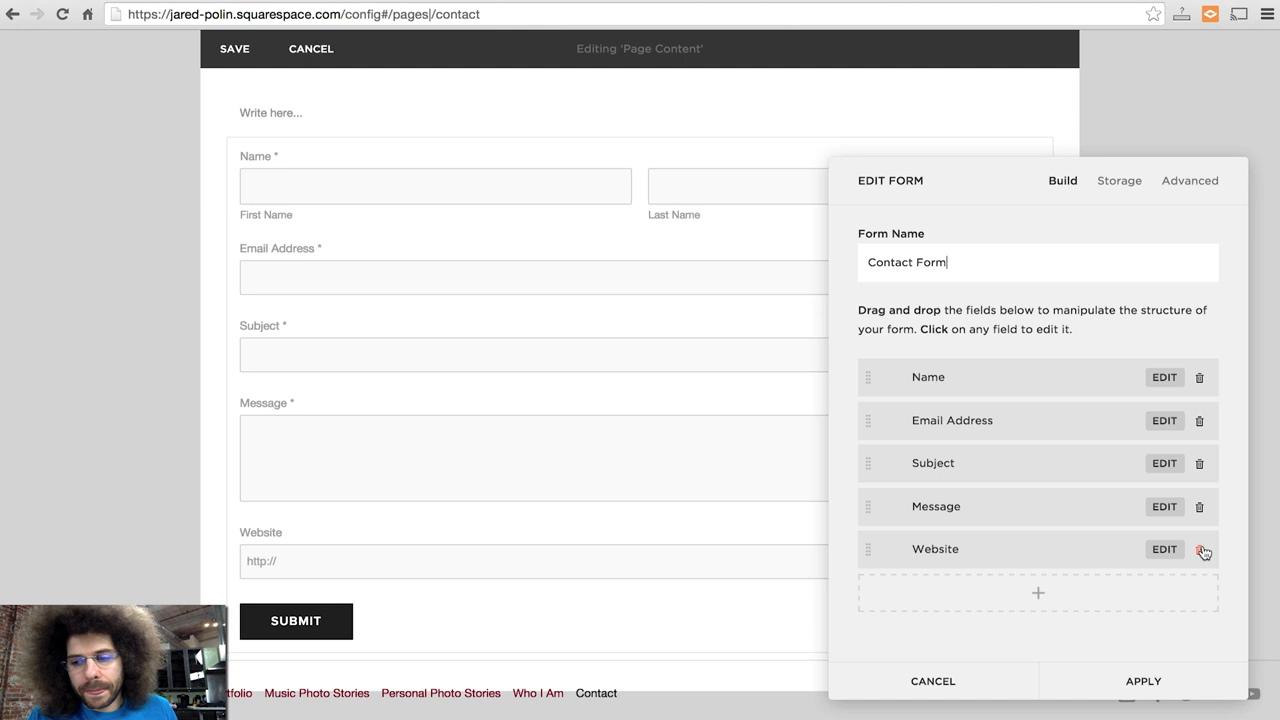 https://jared-polin.squarespace.com/config#/pages|/contact
SAVE CANCEL Editing 'Page Content'
Write here...
Name *
First Name Last Name
Email Address *
Subject *
Message *
Website
http://
SUBMIT
tfolio Music Photo Stories Personal Photo Stories Who I Am Contact
EDIT FORM Build Storage Advanced
Form Name
Contact Form
Drag and drop the fields below to manipulate the structure of
your form. Click on any field to edit it.
Name EDIT
Email Address EDIT
Subject EDIT
Message EDIT
Website EDIT
+
CANCEL APPLY